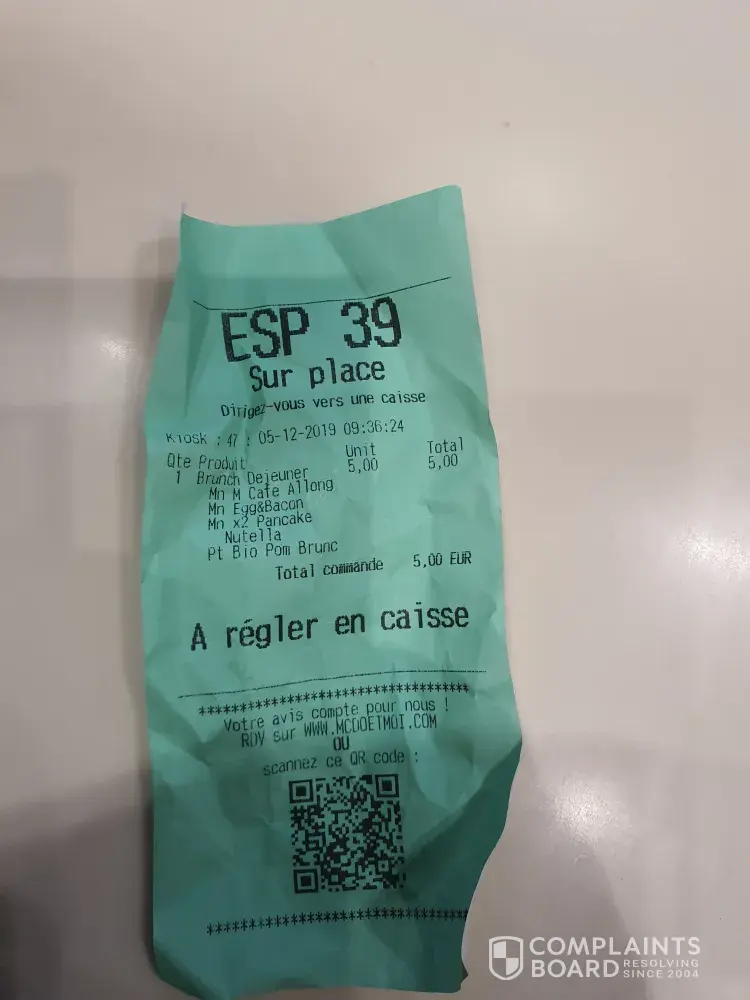 ESP 39
Sur place
Dirigez-vous vers une caisse
Kiosk : 47 : 05-12-2019 09:36:24
Qte Produit Unit Total
1 Brunch Dejeuner 5,00 5,00
Mn M Cafe Allong
Mn Egg&Bacon
Mn x2 Pancake
Nutella
Pt Bio Pom Brunc
Total commande 5,00 EUR
A régler en caisse
****************************************
Votre avis compte pour nous !
RDV sur WWW.MCDOETMOI.COM
OU
scannez ce QR code :
****************************************
COMPLAINTS
BOARD RESOLVING
SINCE 2004